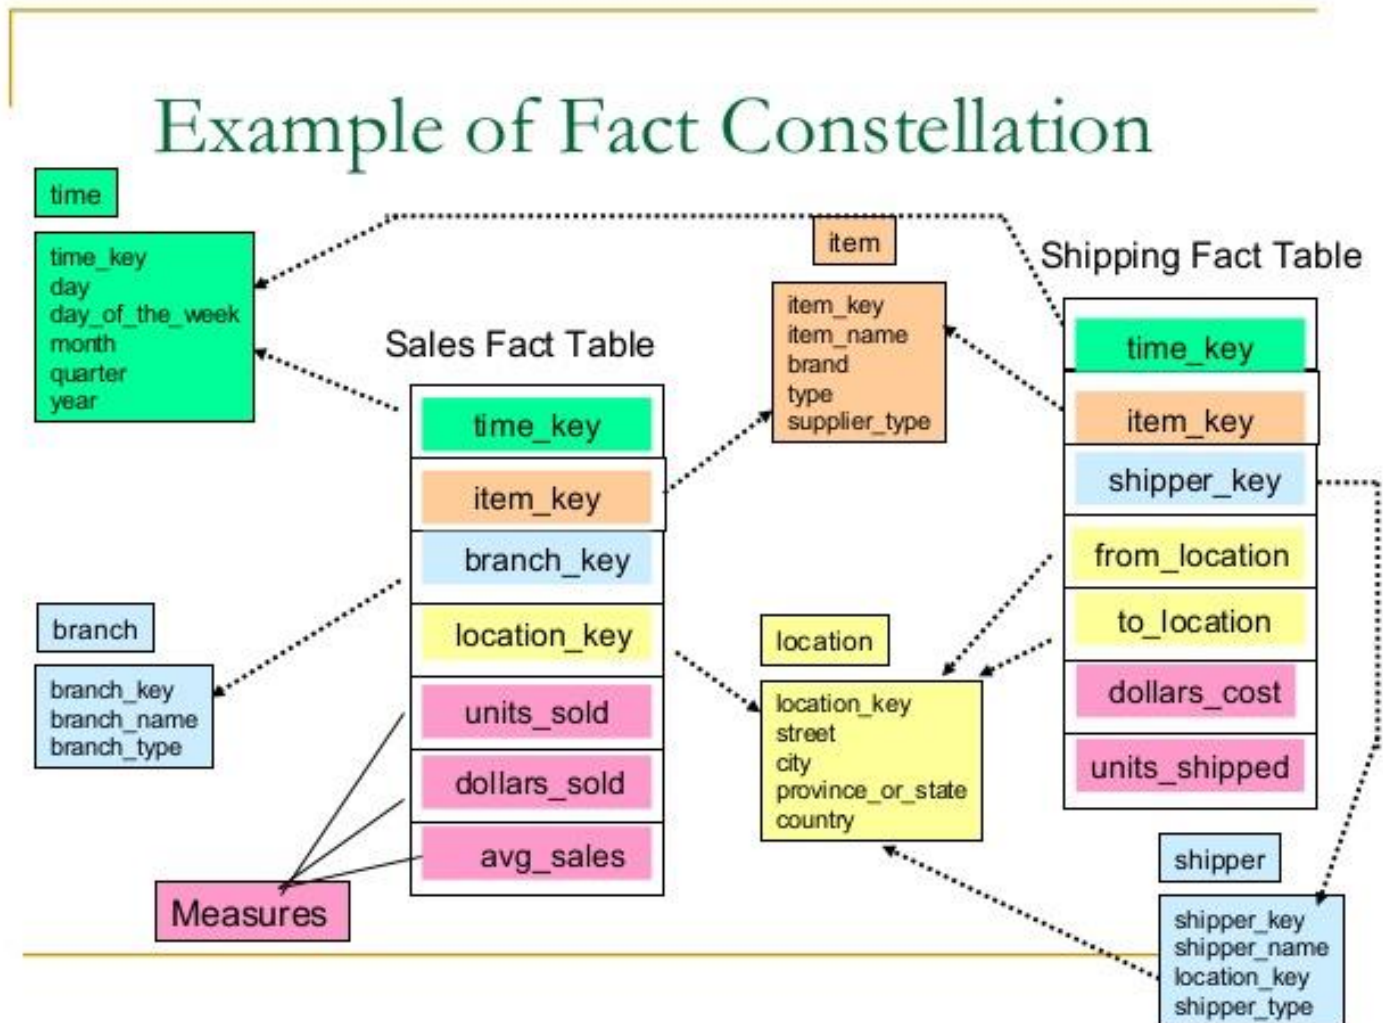 Example of Fact Constellation
time
time_key
day
day_of_the_week
month
quarter
year
Sales Fact Table
time_key
item_key
branch_key
location_key
units_sold
dollars_sold
avg_sales
Measures
branch
branch_key
branch_name
branch_type
item
item_key
item_name
brand
type
supplier_type
location
location_key
street
city
province_or_state
country
Shipping Fact Table
time_key
item_key
shipper_key
from_location
to_location
dollars_cost
units_shipped
shipper
shipper_key
shipper_name
location_key
shipper_type